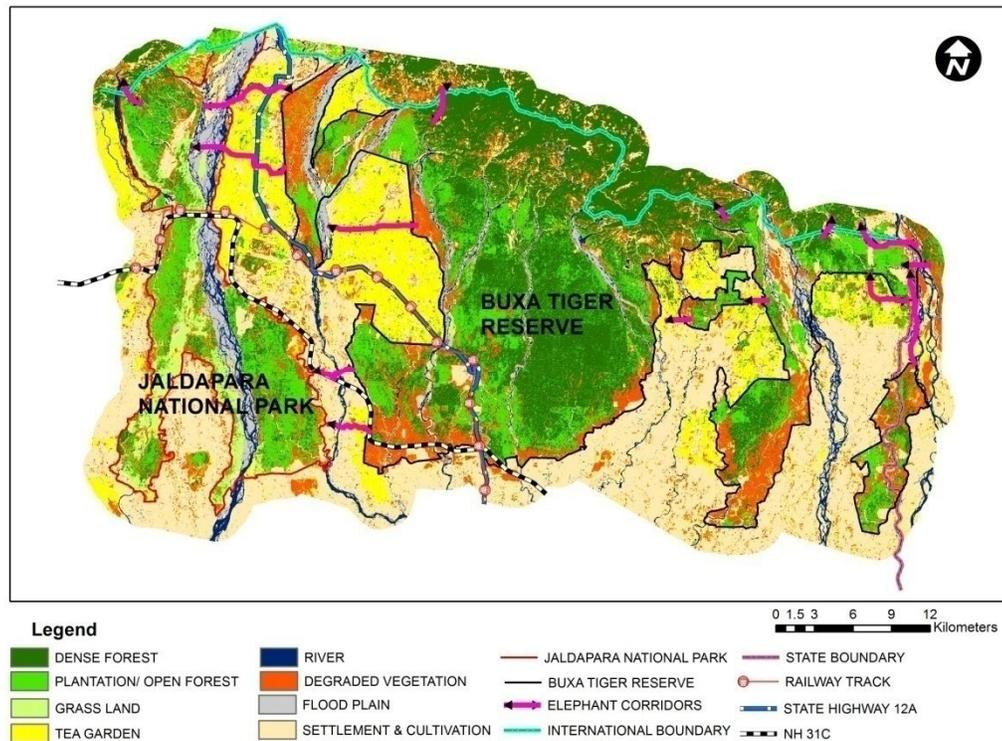 N
BUXA TIGER
RESERVE
JALDAPARA
NATIONAL PARK
0 1.5 3 6 9 12
Kilometers
Legend
DENSE FOREST
PLANTATION/ OPEN FOREST
GRASS LAND
TEA GARDEN
RIVER
DEGRADED VEGETATION
FLOOD PLAIN
SETTLEMENT & CULTIVATION
JALDAPARA NATIONAL PARK
BUXA TIGER RESERVE
ELEPHANT CORRIDORS
INTERNATIONAL BOUNDARY
STATE BOUNDARY
RAILWAY TRACK
STATE HIGHWAY 12A
NH 31C